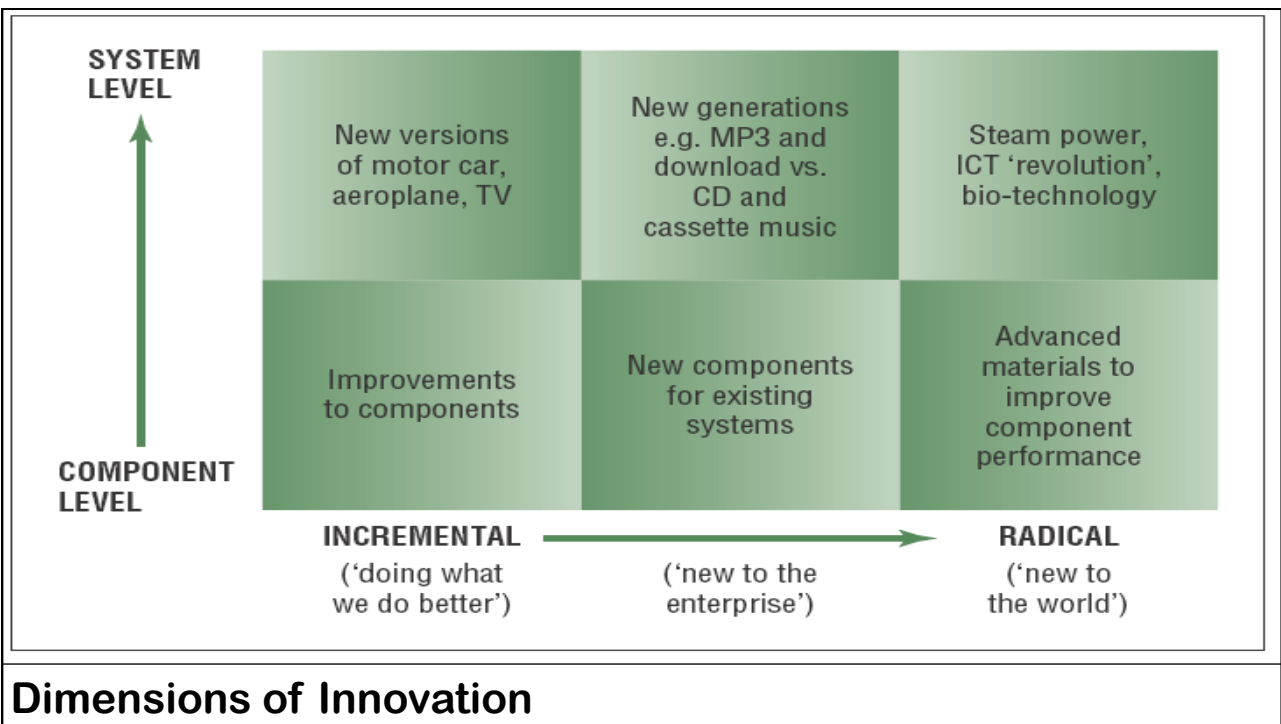 SYSTEM
LEVEL
New versions
of motor car,
aeroplane, TV
New generations
e.g. MP3 and
download vs.
CD and
cassette music
Steam power,
ICT ‘revolution’,
bio-technology
Improvements
to components
New components
for existing
systems
Advanced
materials to
improve
component
performance
COMPONENT
LEVEL
INCREMENTAL
(‘doing what
we do better’)
(‘new to the
enterprise’)
RADICAL
(‘new to
the world’)
Dimensions of Innovation